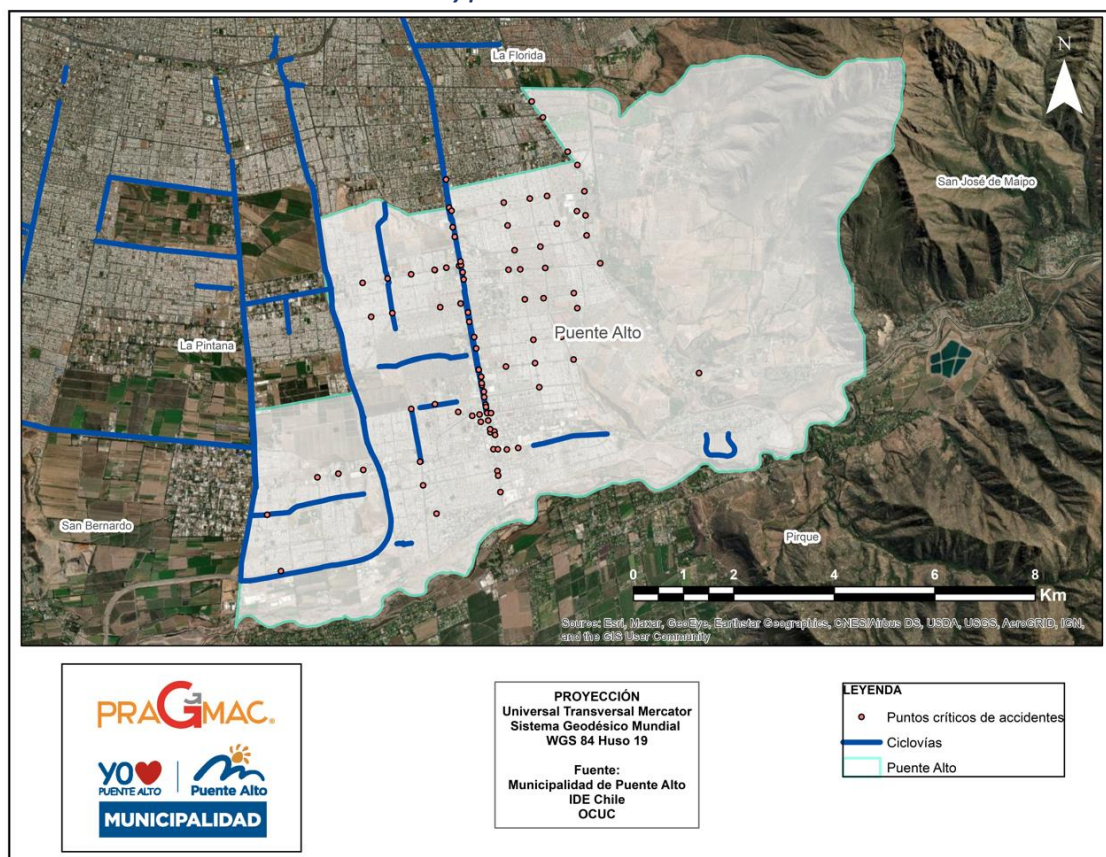 La Florida
N
San José de Maipo
Puente Alto
La Pintana
San Bernardo
Pirque
0 1 2 4 6 8
Km
Source: Esri, Maxar, GeoEye, Earthstar Geographics, CNES/Airbus DS, USDA, USGS, AeroGRID, IGN,
and the GIS User Community
PRAGMAC®
YO
PUENTE ALTO
Puente Alto
MUNICIPALIDAD
PROYECCIÓN
Universal Transversal Mercator
Sistema Geodésico Mundial
WGS 84 Huso 19
Fuente:
Municipalidad de Puente Alto
IDE Chile
OCUC
LEYENDA
Puntos críticos de accidentes
Ciclovías
Puente Alto